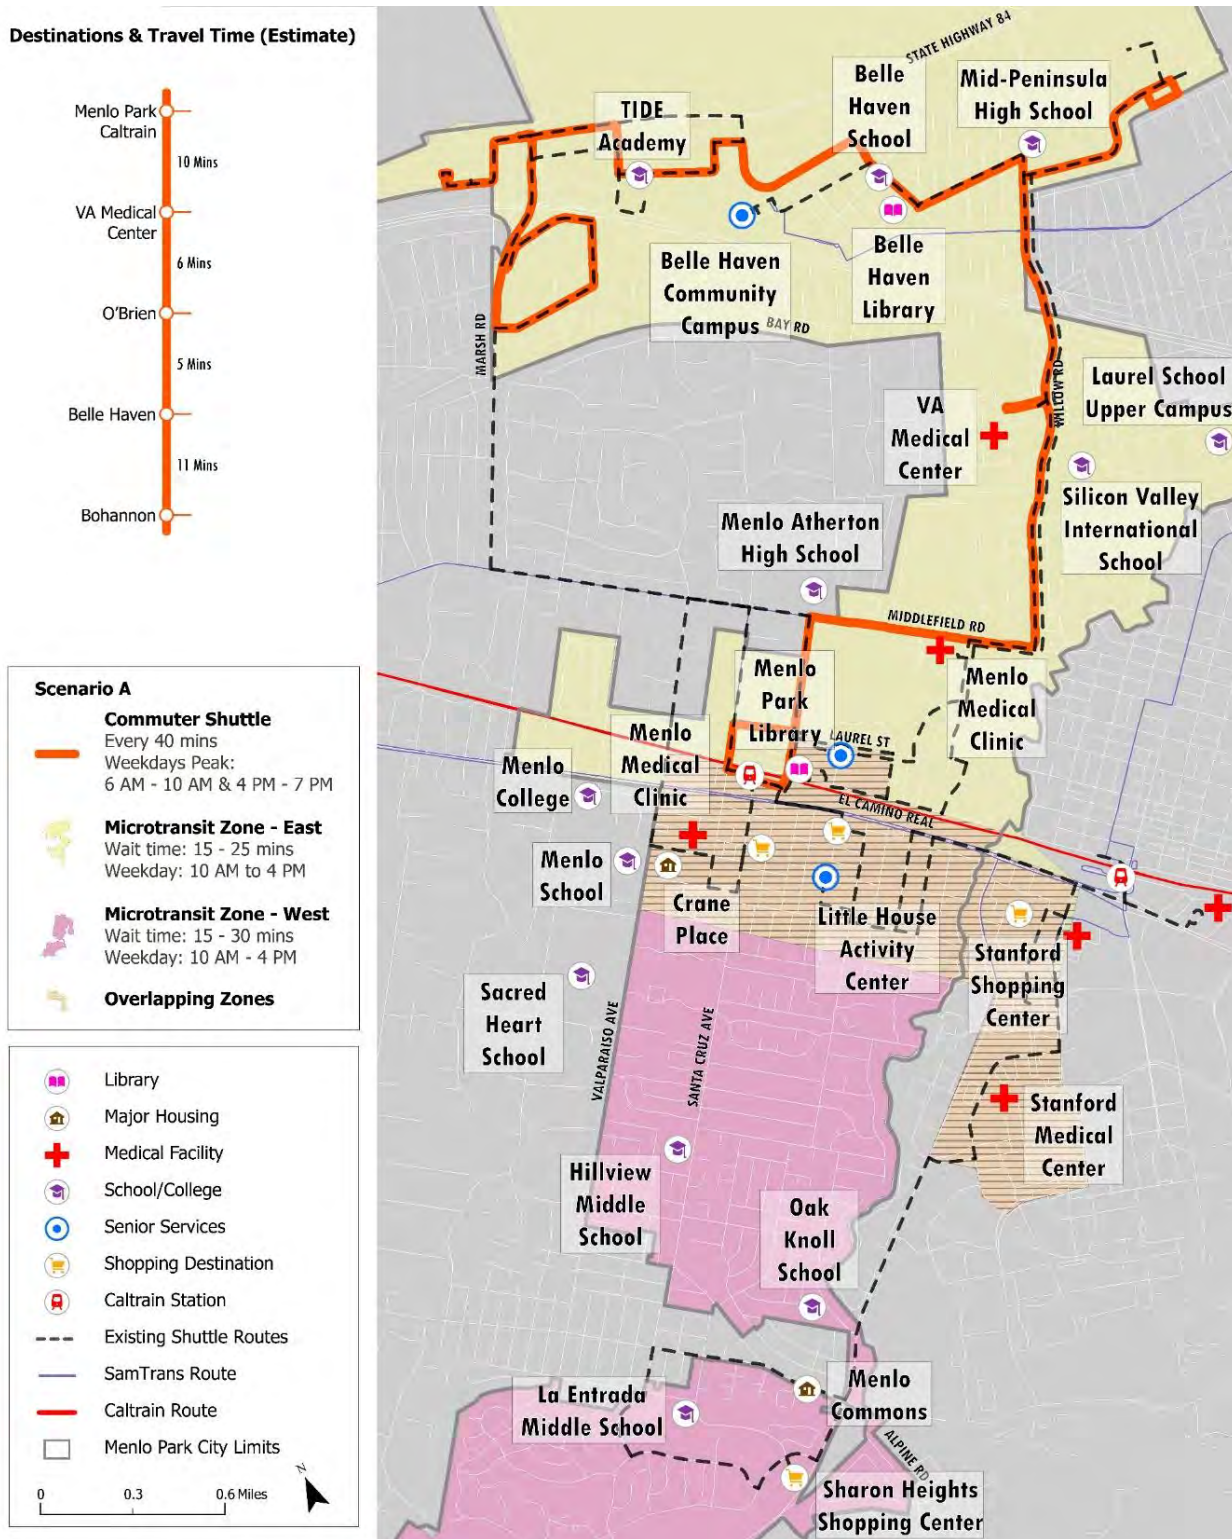 Destinations & Travel Time (Estimate)
Menlo Park
Caltrain
10 Mins
VA Medical
Center
6 Mins
O'Brien
5 Mins
Belle Haven
11 Mins
Bohannon
Scenario A
Commuter Shuttle
Every 40 mins
Weekdays Peak:
6 AM - 10 AM & 4 PM - 7 PM
Microtransit Zone - East
Wait time: 15 - 25 mins
Weekday: 10 AM to 4 PM
Microtransit Zone - West
Wait time: 15 - 30 mins
Weekday: 10 AM - 4 PM
Overlapping Zones
Library
Major Housing
Medical Facility
School/College
Senior Services
Shopping Destination
Caltrain Station
Existing Shuttle Routes
SamTrans Route
Caltrain Route
Menlo Park City Limits
N
0 0.3 0.6 Miles
STATE HIGHWAY 84
Belle
Haven
School
Mid-Peninsula
High School
TIDE
Academy
Belle Haven
Community
Campus
Belle
Haven
Library
BAY RD
MARSH RD
WILLOW RD
Laurel School
Upper Campus
VA
Medical
Center
Silicon Valley
International
School
Menlo Atherton
High School
MIDDLEFIELD RD
Menlo
Park
Library
Menlo
Medical
Clinic
LAUREL ST
Menlo
Medical
Clinic
Menlo
College
EL CAMINO REAL
Menlo
School
Crane
Place
Little House
Activity
Center
Stanford
Shopping
Center
Sacred
Heart
School
VALPARAISO AVE
SANTA CRUZ AVE
Stanford
Medical
Center
Hillview
Middle
School
Oak
Knoll
School
La Entrada
Middle School
Menlo
Commons
ALPINE RD
Sharon Heights
Shopping Center